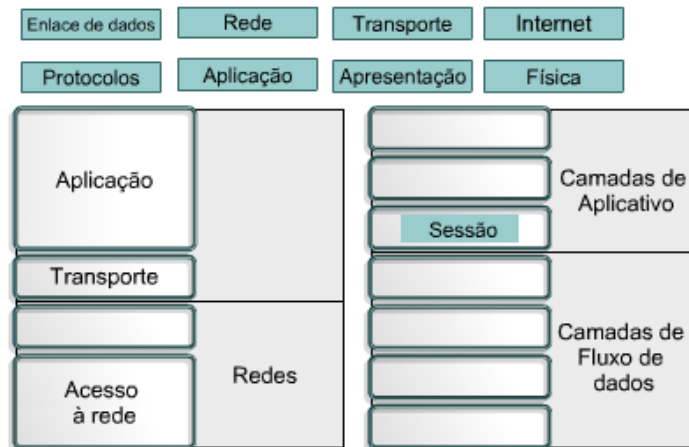 Enlace de dados
Rede
Transporte
Internet
Protocolos
Aplicação
Apresentação
Física
Aplicação
Transporte
Acesso
à rede
Redes
Sessão
Camadas de
Aplicativo
Camadas de
Fluxo de
dados